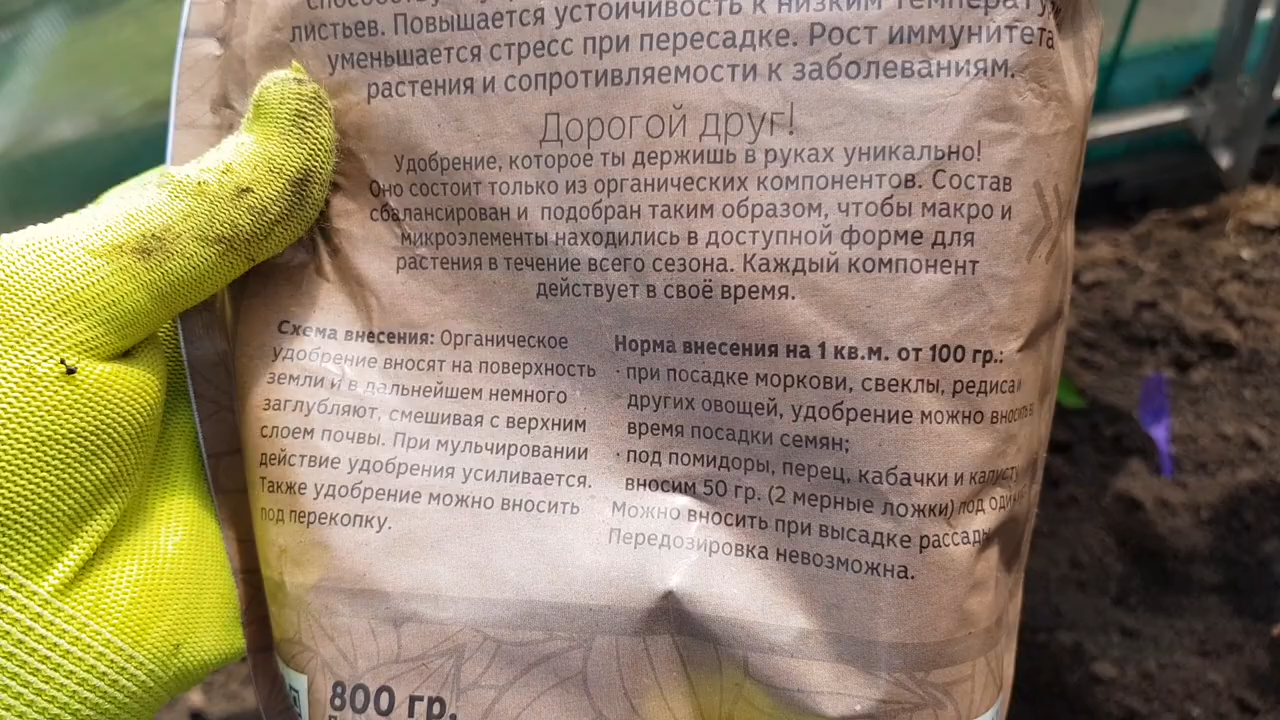 листьев. Повышается устойчивость к низким
уменьшается стресс при пересадке. Рост иммунитета
растения и сопротивляемости к заболеваниям.
Дорогой друг!
Удобрение, которое ты держишь в руках уникально!
Оно состоит только из органических компонентов. Состав
сбалансирован и подобран таким образом, чтобы макро и
микроэлементы находились в доступной форме для
растения в течение всего сезона. Каждый компонент
действует в своё время.
Схема внесения: Органическое
удобрение вносят на поверхность
земли и в дальнейшем немного
заглубляют, смешивая с верхним
слоем почвы. При мульчировании
действие удобрения усиливается.
Также удобрение можно вносить
под перекопку.
Норма внесения на 1 кв.м. от 100 гр.:
· при посадке моркови, свеклы, редиса
других овощей, удобрение можно вносить
время посадки семян;
· под помидоры, перец, кабачки и капусту
вносим 50 гр. (2 мерные ложки) под
Можно вносить при высадке
Передозировка невозможна.
800 гр.